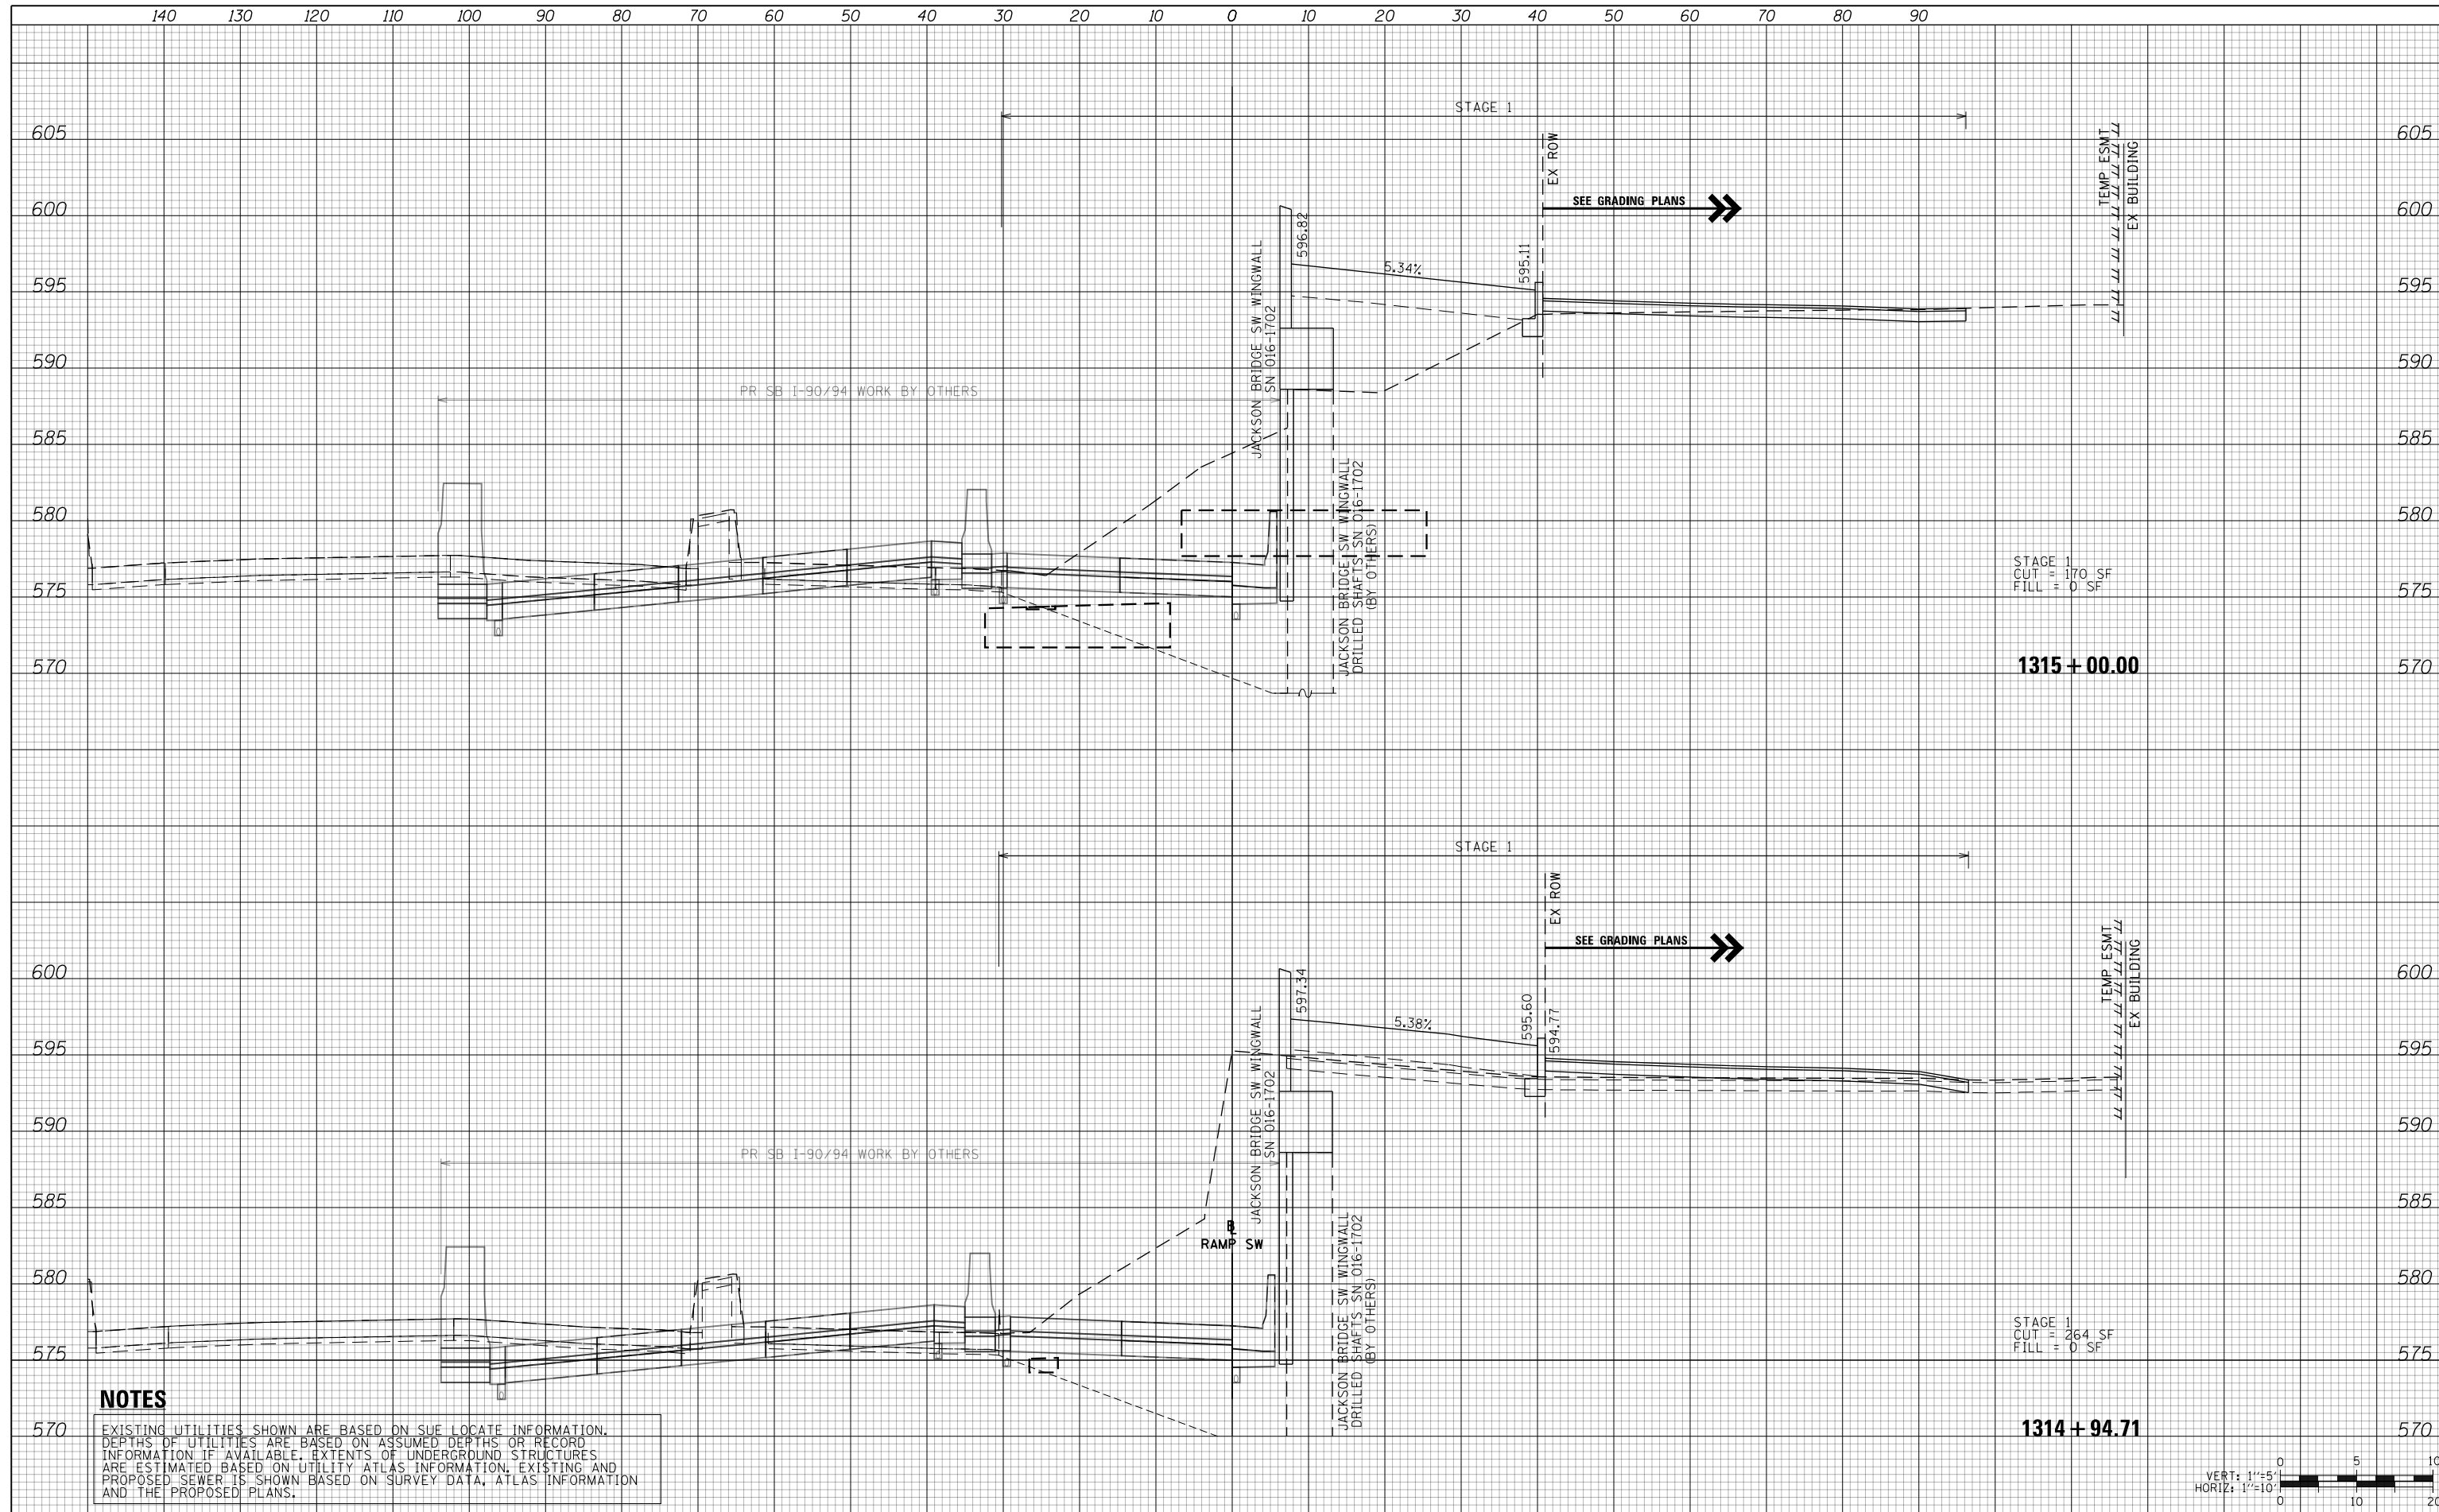 140 130 120 110 100 90 80 70 60 50 40 30 20 10 0 10 20 30 40 50 60 70 80 90
STAGE 1
605 605
EX ROW
TEMP ESMT
EX BUILDING
SEE GRADING PLANS
600 600
596.82
JACKSON BRIDGE SW WINGWALL
SN 016-1702
595.11
5.34%
595 595
590 590
PR SB I-90/94 WORK BY OTHERS
585 585
JACKSON BRIDGE SW WINGWALL
DRILLED SHAFTS SN 016-1702
(BY OTHERS)
580 580
STAGE 1
CUT = 170 SF
FILL = 0 SF
575 575
570 570
1315+00.00
STAGE 1
EX ROW
TEMP ESMT
EX BUILDING
SEE GRADING PLANS
600 600
597.34
JACKSON BRIDGE SW WINGWALL
SN 016-1702
595.60
594.77
5.38%
595 595
590 590
PR SB I-90/94 WORK BY OTHERS
585 585
JACKSON BRIDGE SW WINGWALL
DRILLED SHAFTS SN 016-1702
(BY OTHERS)
BL
RAMP SW
580 580
STAGE 1
CUT = 264 SF
FILL = 0 SF
575 575
570 570
1314+94.71
NOTES
EXISTING UTILITIES SHOWN ARE BASED ON SUE LOCATE INFORMATION.
DEPTHS OF UTILITIES ARE BASED ON ASSUMED DEPTHS OR RECORD
INFORMATION IF AVAILABLE. EXTENTS OF UNDERGROUND STRUCTURES
ARE ESTIMATED BASED ON UTILITY ATLAS INFORMATION. EXISTING AND
PROPOSED SEWER IS SHOWN BASED ON SURVEY DATA, ATLAS INFORMATION
AND THE PROPOSED PLANS.
0 5 10
VERT: 1"=5'
HORIZ: 1"=10'
0 10 20